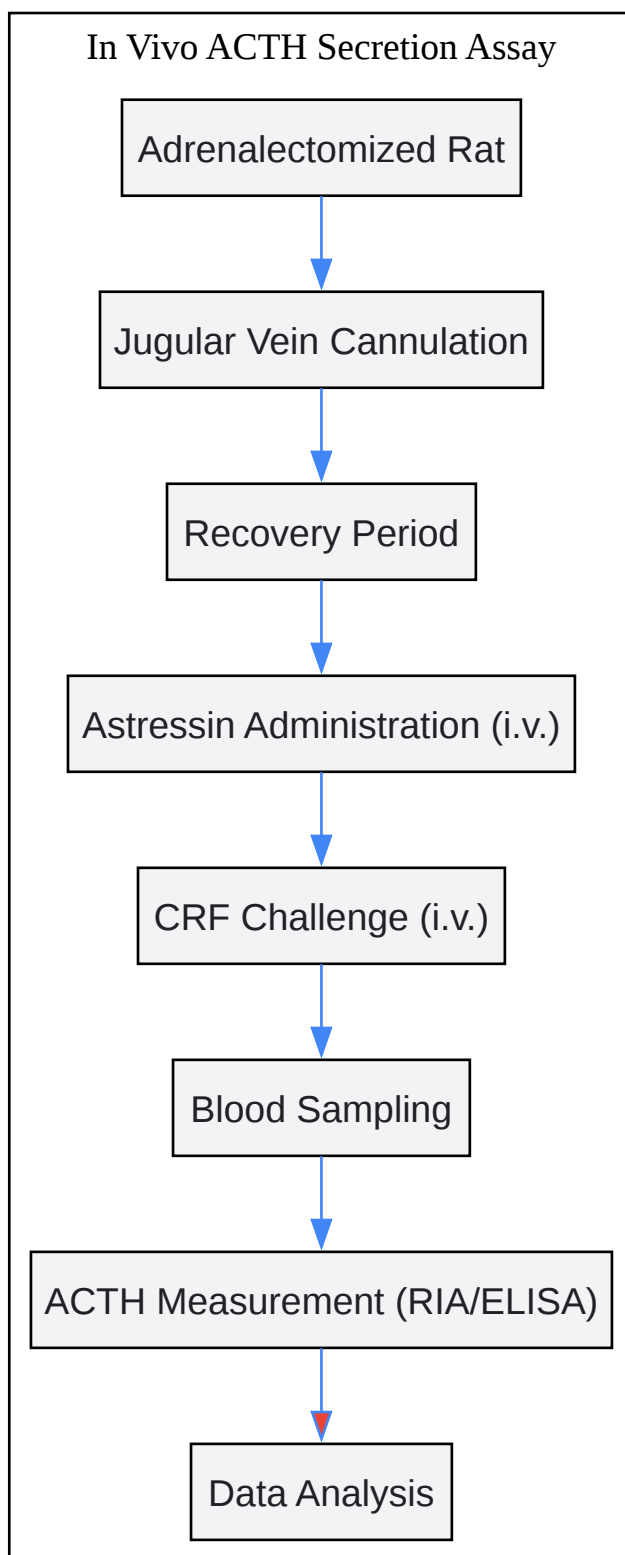 In Vivo ACTH Secretion Assay
Adrenalectomized Rat
Jugular Vein Cannulation
Recovery Period
Astressin Administration (i.v.)
CRF Challenge (i.v.)
Blood Sampling
ACTH Measurement (RIA/ELISA)
Data Analysis